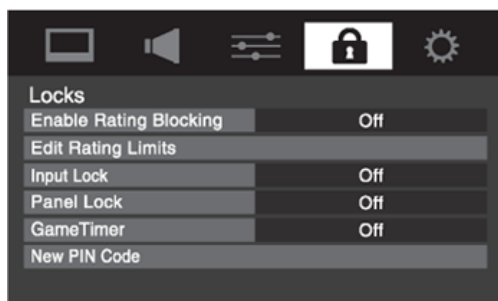 Locks
Enable Rating Blocking Off
Edit Rating Limits
Input Lock Off
Panel Lock Off
GameTimer Off
New PIN Code